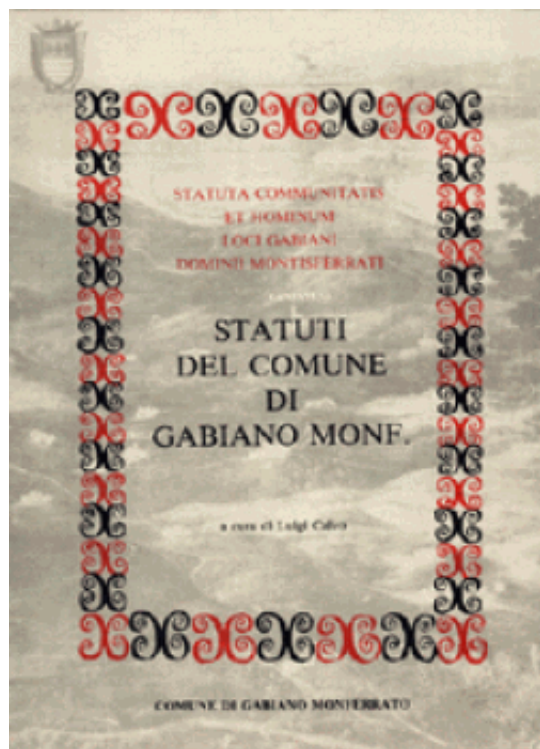 STATUTA COMMUNITATIS
ET HOMINUM
LOCI GABIANI
DOMINII MONTISFERRATI
STATUTI
DEL COMUNE
DI
GABIANO MONF.
a cura di Luigi
COMUNE DI GABIANO MONFERRATO